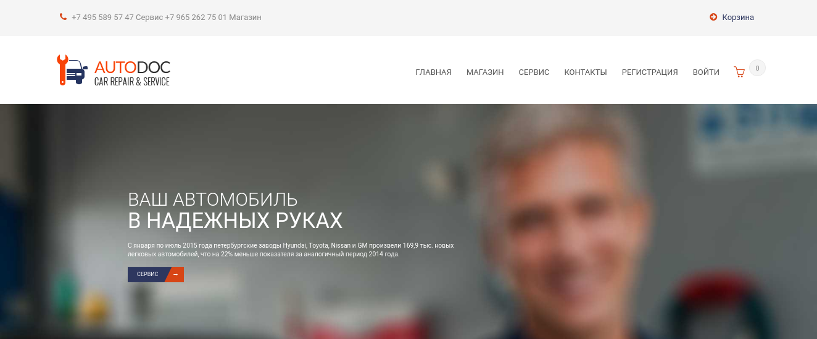 +7 495 589 57 47 Сервис +7 965 262 75 01 Магазин
Корзина
AUTODOC
CAR REPAIR & SERVICE
ГЛАВНАЯ МАГАЗИН СЕРВИС КОНТАКТЫ РЕГИСТРАЦИЯ ВОЙТИ 0
ВАШ АВТОМОБИЛЬ
В НАДЕЖНЫХ РУКАХ
С января по июль 2015 года петербургские заводы Hyundai, Toyota, Nissan и GM произвели 169,9 тыс. новых
легковых автомобилей, что на 22% меньше показателя за аналогичный период 2014 года.
СЕРВИС